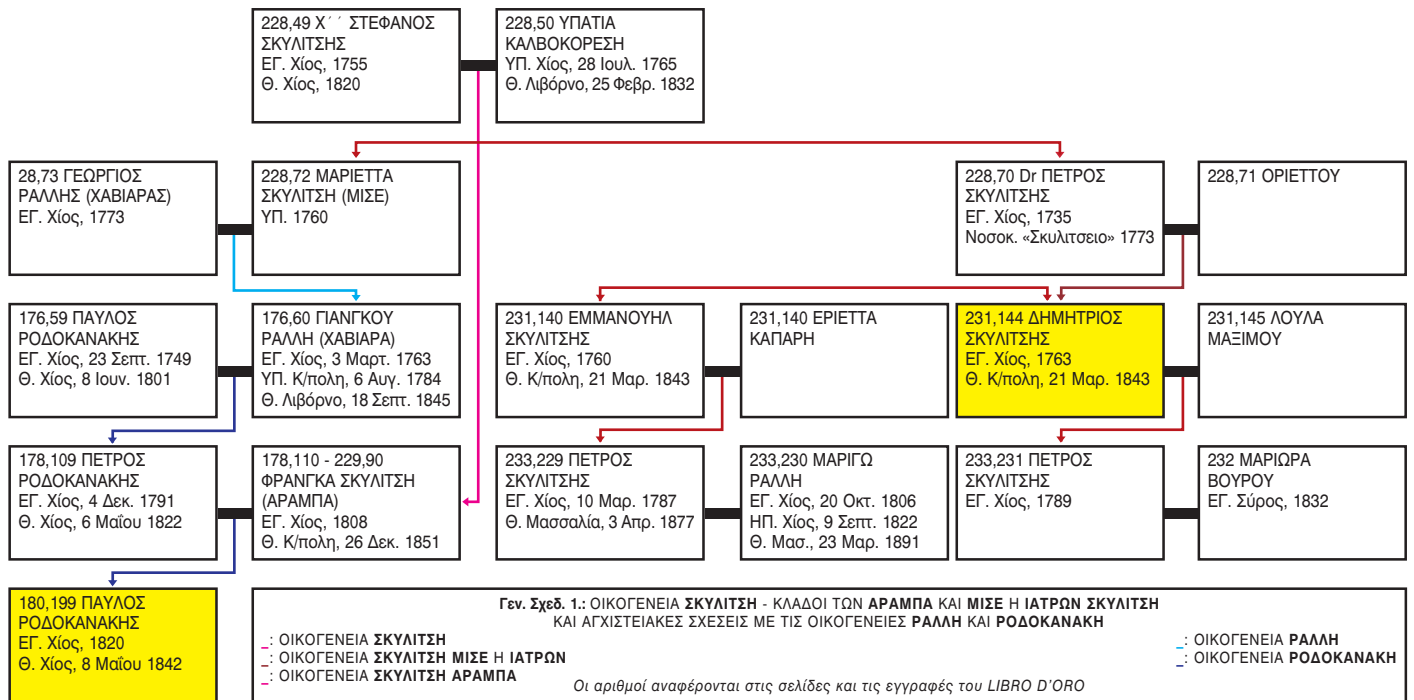 228,49 Χ´´ ΣΤΕΦΑΝΟΣ
ΣΚΥΛΙΤΣΗΣ
ΕΓ. Χίος, 1755
Θ. Χίος, 1820
228,50 ΥΠΑΤΙΑ
ΚΑΛΒΟΚΟΡΕΣΗ
ΥΠ. Χίος, 28 Ιουλ. 1765
Θ. Λιβόρνο, 25 Φεβρ. 1832
28,73 ΓΕΩΡΓΙΟΣ
ΡΑΛΛΗΣ (ΧΑΒΙΑΡΑΣ)
ΕΓ. Χίος, 1773
228,72 ΜΑΡΙΕΤΤΑ
ΣΚΥΛΙΤΣΗ (ΜΙΣΕ)
ΥΠ. 1760
228,70 Dr ΠΕΤΡΟΣ
ΣΚΥΛΙΤΣΗΣ
ΕΓ. Χίος, 1735
Νοσοκ. «Σκυλιτσειο» 1773
228,71 ΟΡΙΕΤΤΟΥ
176,59 ΠΑΥΛΟΣ
ΡΟΔΟΚΑΝΑΚΗΣ
ΕΓ. Χίος, 23 Σεπτ. 1749
Θ. Χίος, 8 Ιουν. 1801
176,60 ΓΙΑΝΓΚΟΥ
ΡΑΛΛΗ (ΧΑΒΙΑΡΑ)
ΕΓ. Χίος, 3 Μαρτ. 1763
ΥΠ. Κ/πολη, 6 Αυγ. 1784
Θ. Λιβόρνο, 18 Σεπτ. 1845
231,140 ΕΜΜΑΝΟΥΗΛ
ΣΚΥΛΙΤΣΗΣ
ΕΓ. Χίος, 1760
Θ. Κ/πολη, 21 Μαρ. 1843
231,140 ΕΡΙΕΤΤΑ
ΚΑΠΑΡΗ
231,144 ΔΗΜΗΤΡΙΟΣ
ΣΚΥΛΙΤΣΗΣ
ΕΓ. Χίος, 1763
Θ. Κ/πολη, 21 Μαρ. 1843
231,145 ΛΟΥΛΑ
ΜΑΞΙΜΟΥ
178,109 ΠΕΤΡΟΣ
ΡΟΔΟΚΑΝΑΚΗΣ
ΕΓ. Χίος, 4 Δεκ. 1791
Θ. Χίος, 6 Μαΐου 1822
178,110 - 229,90
ΦΡΑΝΓΚΑ ΣΚΥΛΙΤΣΗ
(ΑΡΑΜΠΑ)
ΕΓ. Χίος, 1808
Θ. Κ/πολη, 26 Δεκ. 1851
233,229 ΠΕΤΡΟΣ
ΣΚΥΛΙΤΣΗΣ
ΕΓ. Χίος, 10 Μαρ. 1787
Θ. Μασσαλία, 3 Απρ. 1877
233,230 ΜΑΡΙΓΩ
ΡΑΛΛΗ
ΕΓ. Χίος, 20 Οκτ. 1806
ΗΠ. Χίος, 9 Σεπτ. 1822
Θ. Μασ., 23 Μαρ. 1891
233,231 ΠΕΤΡΟΣ
ΣΚΥΛΙΤΣΗΣ
ΕΓ. Χίος, 1789
232 ΜΑΡΙΩΡΑ
ΒΟΥΡΟΥ
ΕΓ. Σύρος, 1832
180,199 ΠΑΥΛΟΣ
ΡΟΔΟΚΑΝΑΚΗΣ
ΕΓ. Χίος, 1820
Θ. Χίος, 8 Μαΐου 1842
Γεν. Σχεδ. 1.: ΟΙΚΟΓΕΝΕΙΑ ΣΚΥΛΙΤΣΗ - ΚΛΑΔΟΙ ΤΩΝ ΑΡΑΜΠΑ ΚΑΙ ΜΙΣΕ Η ΙΑΤΡΩΝ ΣΚΥΛΙΤΣΗ
ΚΑΙ ΑΓΧΙΣΤΕΙΑΚΕΣ ΣΧΕΣΕΙΣ ΜΕ ΤΙΣ ΟΙΚΟΓΕΝΕΙΕΣ ΡΑΛΛΗ ΚΑΙ ΡΟΔΟΚΑΝΑΚΗ
_: ΟΙΚΟΓΕΝΕΙΑ ΣΚΥΛΙΤΣΗ
_: ΟΙΚΟΓΕΝΕΙΑ ΣΚΥΛΙΤΣΗ ΜΙΣΕ Η ΙΑΤΡΩΝ
_: ΟΙΚΟΓΕΝΕΙΑ ΣΚΥΛΙΤΣΗ ΑΡΑΜΠΑ
_: ΟΙΚΟΓΕΝΕΙΑ ΡΑΛΛΗ
_: ΟΙΚΟΓΕΝΕΙΑ ΡΟΔΟΚΑΝΑΚΗ
Οι αριθμοί αναφέρονται στις σελίδες και τις εγγραφές του LIBRO D'ORO